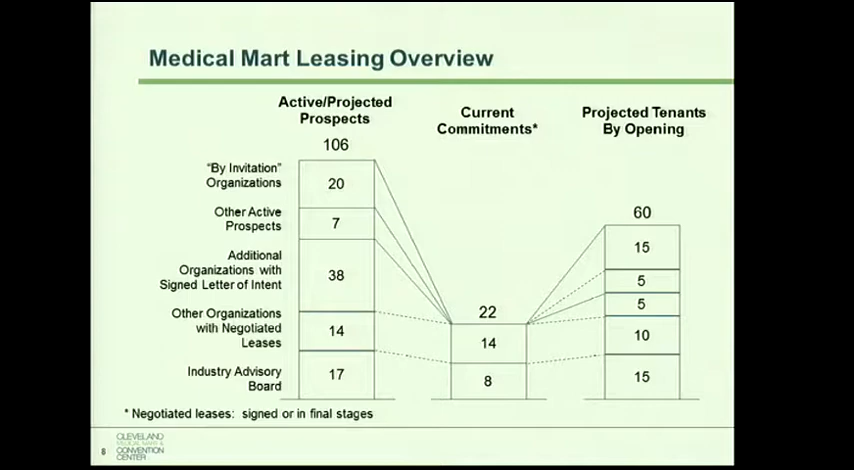 Medical Mart Leasing Overview
Active/Projected
Prospects
Current
Commitments*
Projected Tenants
By Opening
106
"By Invitation"
Organizations
20
Other Active
Prospects
7
Additional
Organizations with
Signed Letter of Intent
38
Other Organizations
with Negotiated
Leases
14
Industry Advisory
Board
17
22
14
8
60
15
5
5
10
15
* Negotiated leases: signed or in final stages
8
CLEVELAND
MEDICAL MART &
CONVENTION
CENTER